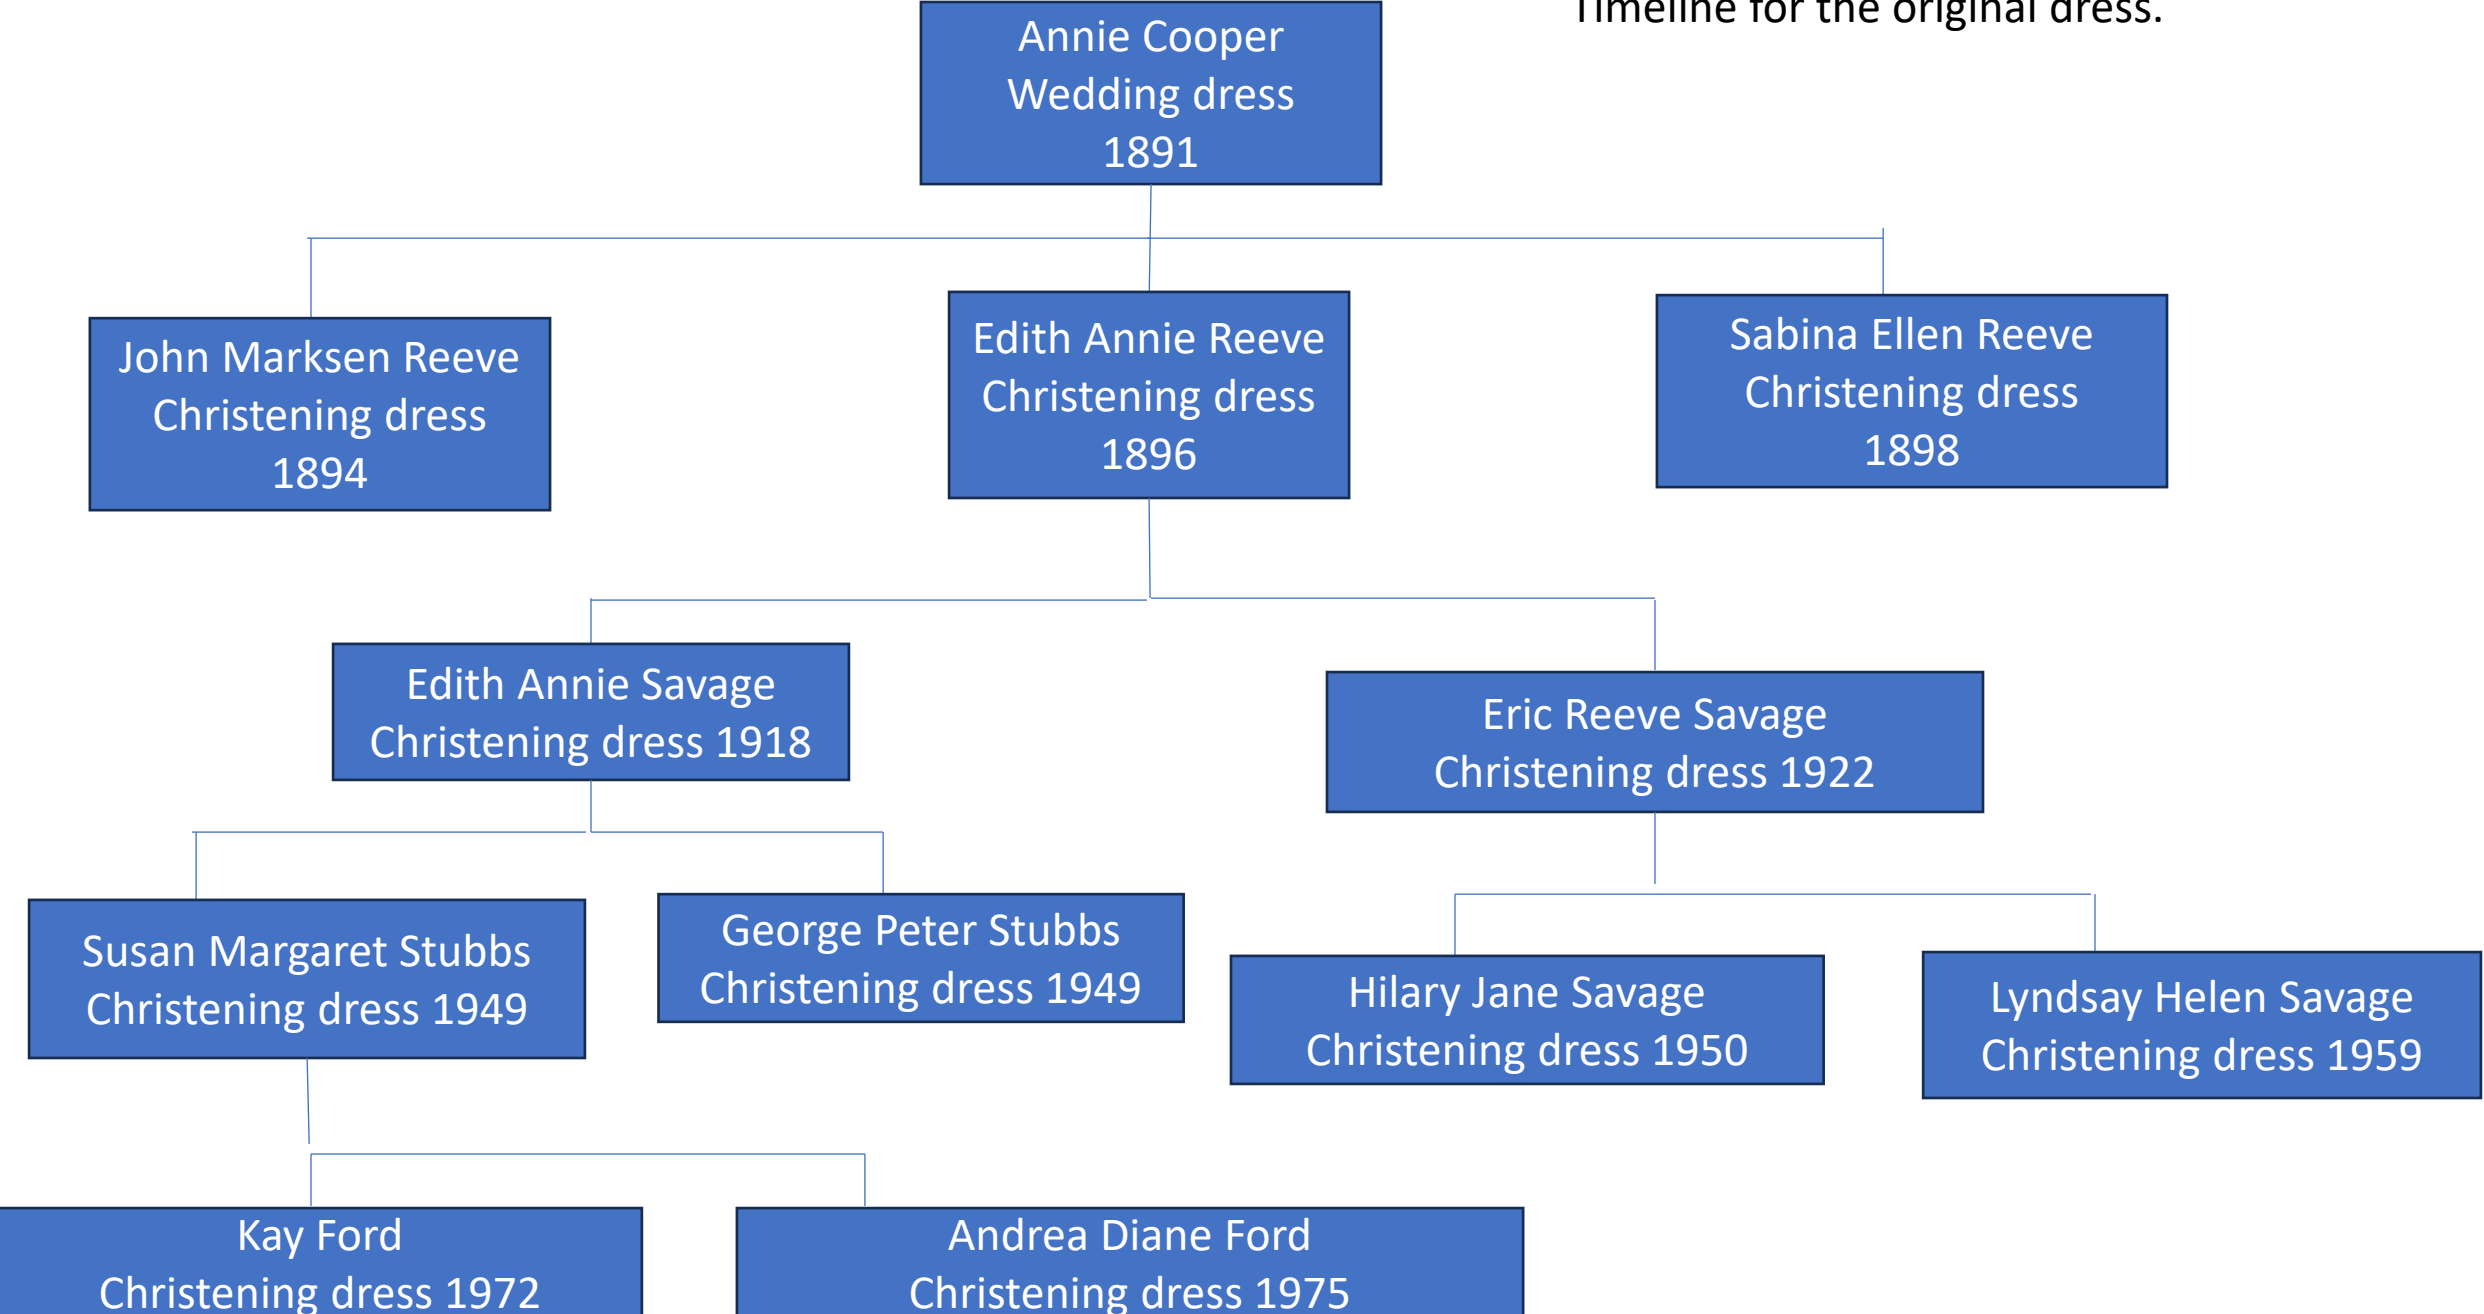 Timeline for the original dress.
Annie Cooper
Wedding dress
1891
John Marksen Reeve
Christening dress
1894
Edith Annie Reeve
Christening dress
1896
Sabina Ellen Reeve
Christening dress
1898
Edith Annie Savage
Christening dress 1918
Eric Reeve Savage
Christening dress 1922
Susan Margaret Stubbs
Christening dress 1949
George Peter Stubbs
Christening dress 1949
Hilary Jane Savage
Christening dress 1950
Lyndsay Helen Savage
Christening dress 1959
Kay Ford
Christening dress 1972
Andrea Diane Ford
Christening dress 1975